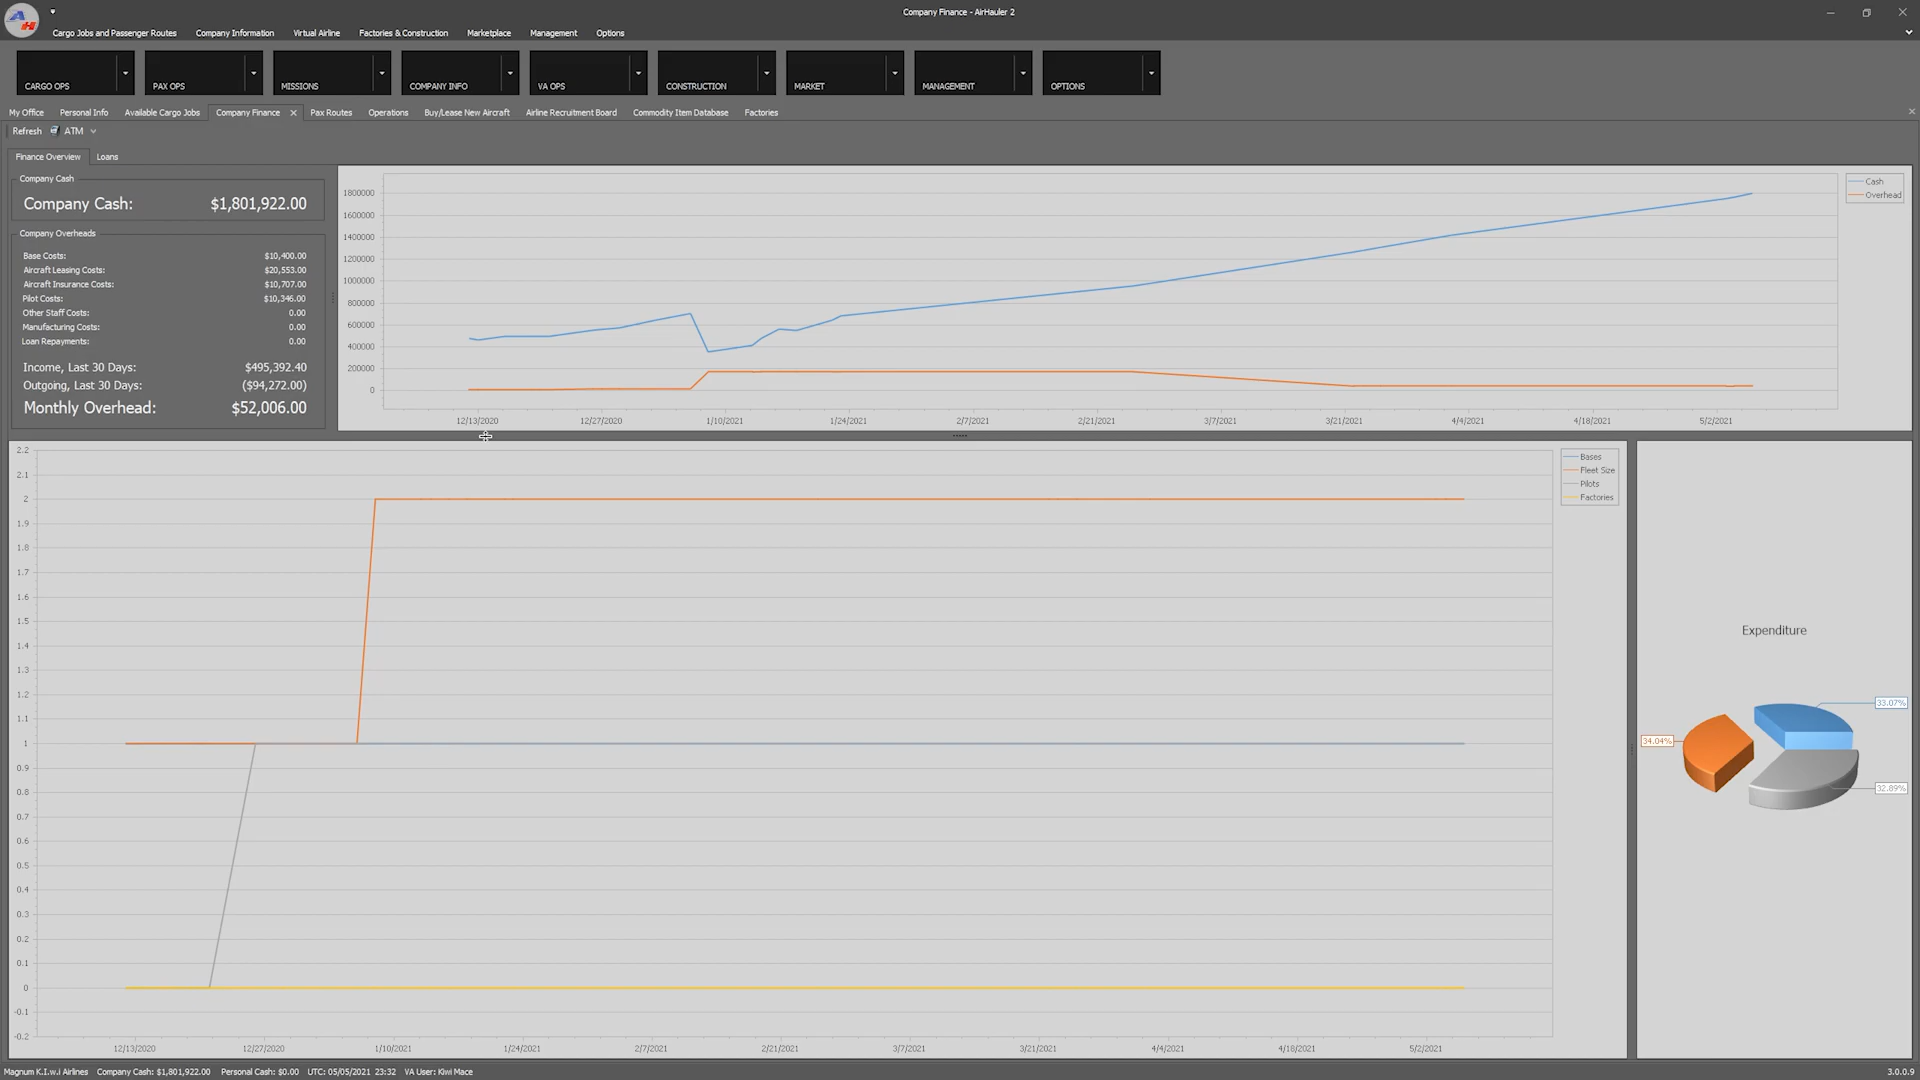 Company Finance - AirHauler 2
Cargo Jobs and Passenger Routes Company Information Virtual Airline Factories & Construction Marketplace Management Options
CARGO OPS PAX OPS MISSIONS COMPANY INFO VA OPS CONSTRUCTION MARKET MANAGEMENT OPTIONS
My Office Personal Info Available Cargo Jobs Company Finance Pax Routes Operations Buy/Lease New Aircraft Airline Recruitment Board Commodity Item Database Factories
Refresh ATM
Finance Overview Loans
Company Cash
Company Cash: $1,801,922.00
Company Overheads
Base Costs: $10,400.00
Aircraft Leasing Costs: $20,553.00
Aircraft Insurance Costs: $10,707.00
Pilot Costs: $10,346.00
Other Staff Costs: 0.00
Manufacturing Costs: 0.00
Loan Repayments: 0.00
Income, Last 30 Days: $495,392.40
Outgoing, Last 30 Days: ($94,272.00)
Monthly Overhead: $52,006.00
1800000
1600000
1400000
1200000
1000000
800000
600000
400000
200000
0
12/13/2020 12/27/2020 1/10/2021 1/24/2021 2/7/2021 2/21/2021 3/7/2021 3/21/2021 4/4/2021 4/18/2021 5/2/2021
Cash
Overhead
2.2
2.1
2
1.9
1.8
1.7
1.6
1.5
1.4
1.3
1.2
1.1
1
0.9
0.8
0.7
0.6
0.5
0.4
0.3
0.2
0.1
0
-0.1
-0.2
12/13/2020 12/27/2020 1/10/2021 1/24/2021 2/7/2021 2/21/2021 3/7/2021 3/21/2021 4/4/2021 4/18/2021 5/2/2021
Bases
Fleet Size
Pilots
Factories
Expenditure
33.07%
34.04%
32.89%
Magnum K.I.w.i Airlines Company Cash: $1,801,922.00 Personal Cash: $0.00 UTC: 05/05/2021 23:32 VA User: Kiwi Mace 3.0.0.9